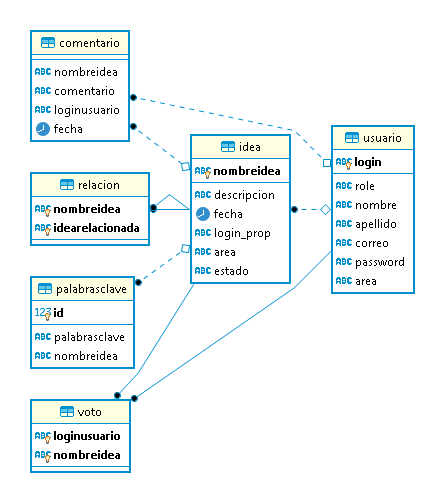 comentario
ABC nombreidea
ABC comentario
ABC loginusuario
fecha
relacion
ABC nombreidea
ABC idearelacionada
palabrasclave
123 id
ABC palabrasclave
ABC nombreidea
voto
ABC loginusuario
ABC nombreidea
idea
ABC nombreidea
ABC descripcion
fecha
ABC login_prop
ABC area
ABC estado
usuario
ABC login
ABC role
ABC nombre
ABC apellido
ABC correo
ABC password
ABC area